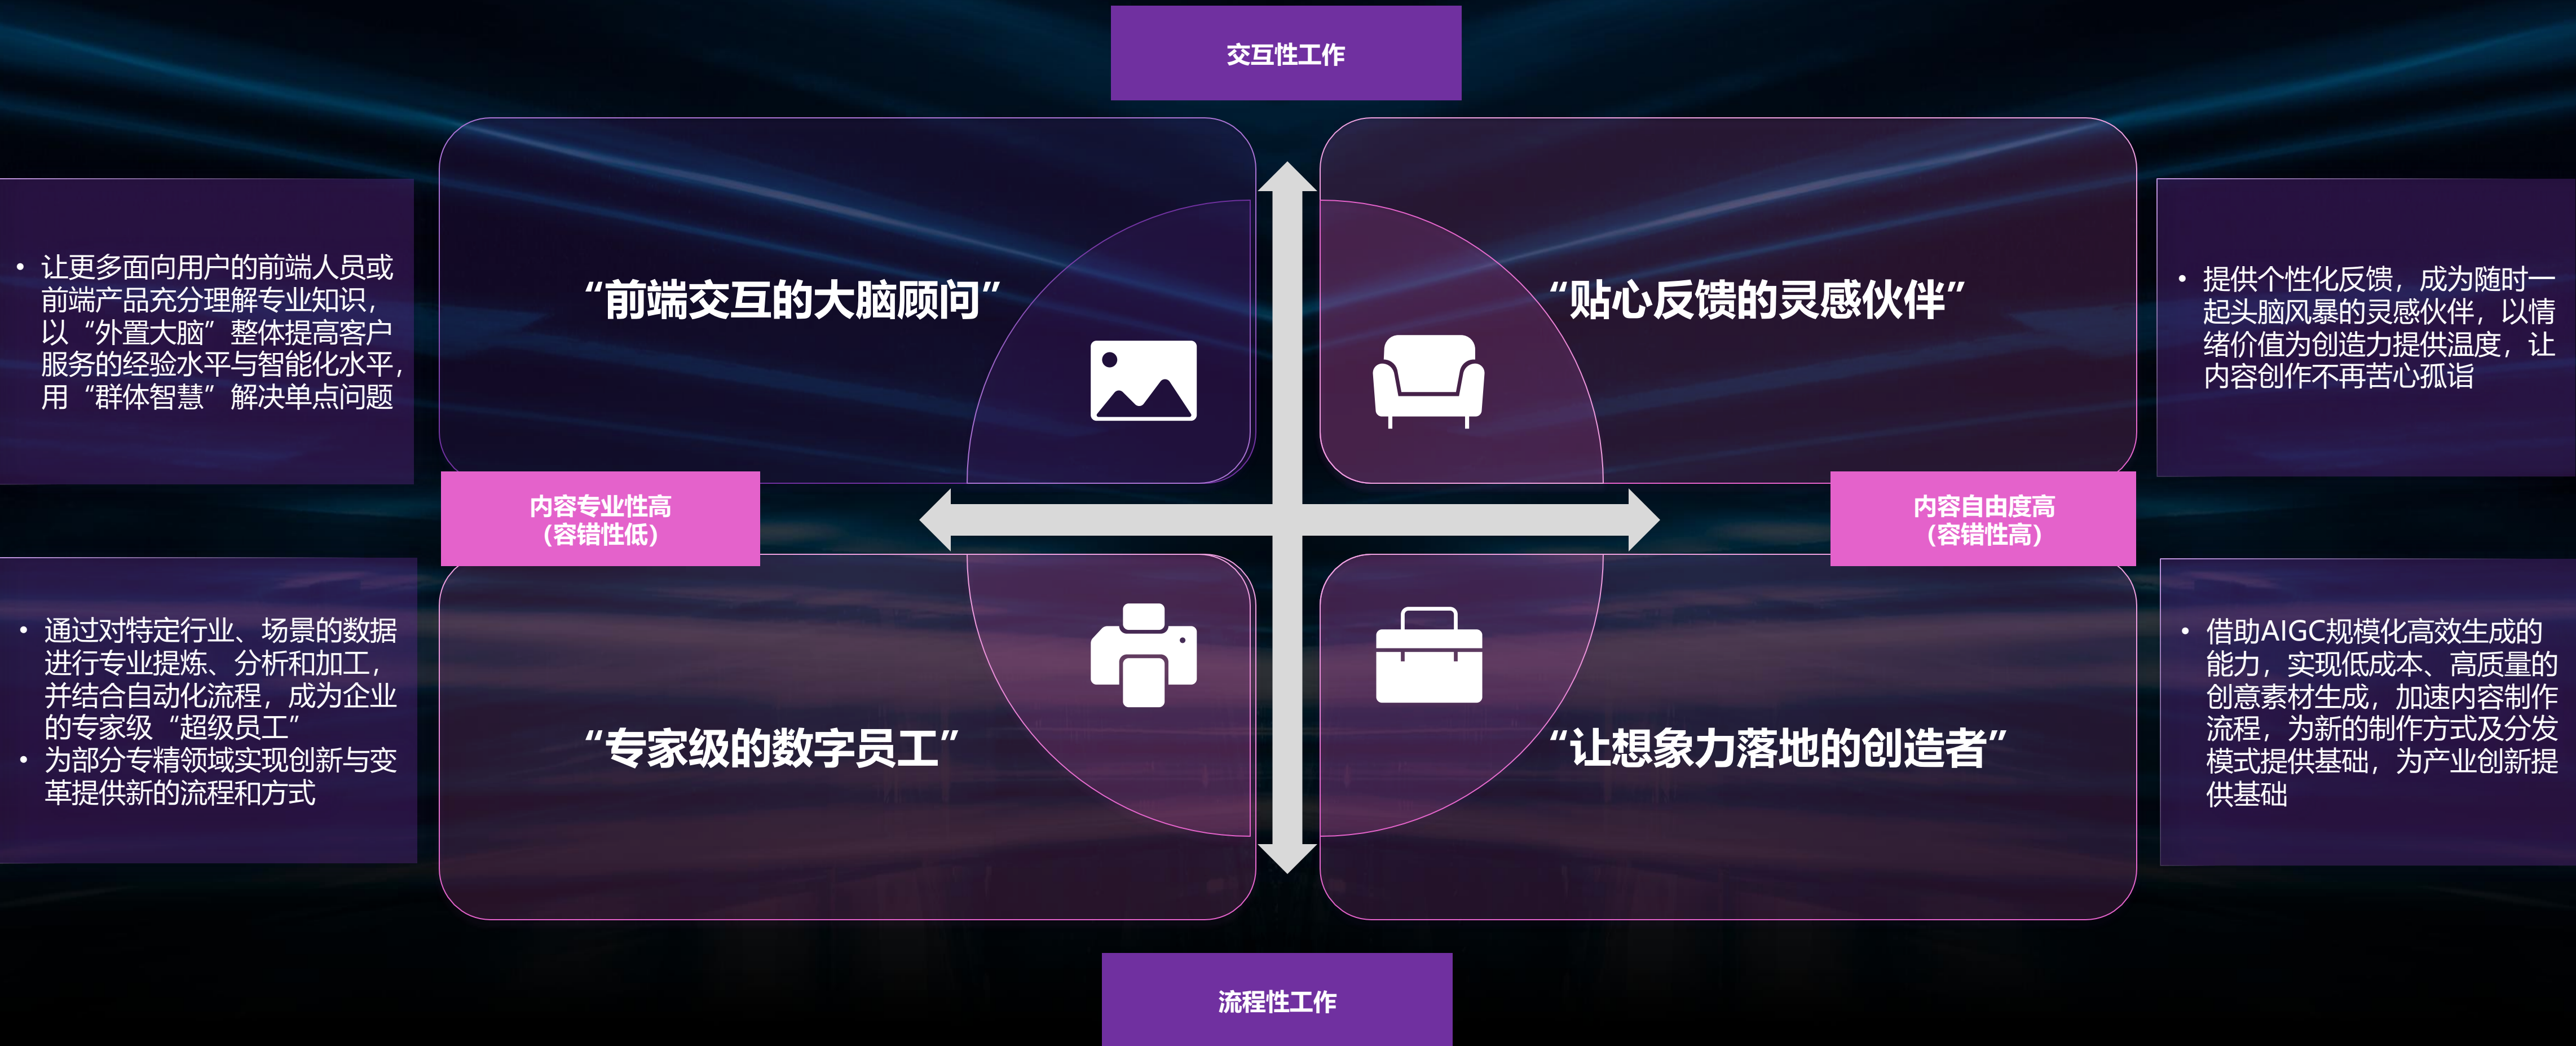 交互性工作
“前端交互的大脑顾问”
“贴心反馈的灵感伙伴”
• 让更多面向用户的前端人员或
前端产品充分理解专业知识，
以“外置大脑”整体提高客户
服务的经验水平与智能化水平，
用“群体智慧”解决单点问题
• 提供个性化反馈，成为随时一
起头脑风暴的灵感伙伴，以情
绪价值为创造力提供温度，让
内容创作不再苦心孤诣
内容专业性高
（容错性低）
内容自由度高
（容错性高）
• 通过对特定行业、场景的数据
进行专业提炼、分析和加工，
并结合自动化流程，成为企业
的专家级“超级员工”
• 为部分专精领域实现创新与变
革提供新的流程和方式
“专家级的数字员工”
“让想象力落地的创造者”
• 借助AIGC规模化高效生成的
能力，实现低成本、高质量的
创意素材生成，加速内容制作
流程，为新的制作方式及分发
模式提供基础，为产业创新提
供基础
流程性工作